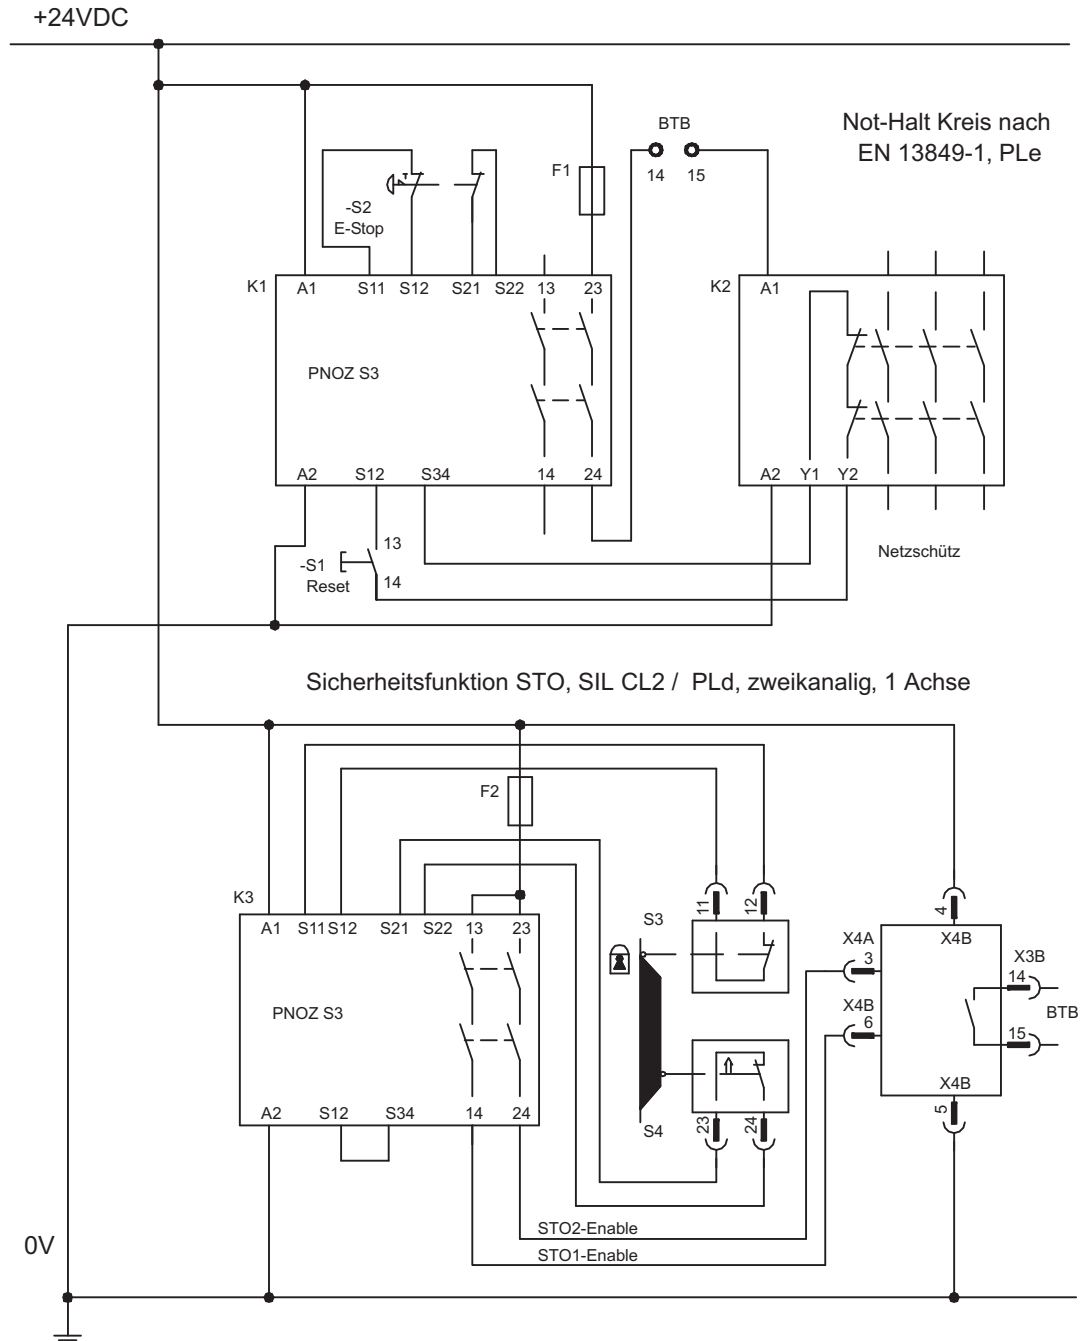 +24VDC
BTB
14 15
Not-Halt Kreis nach
EN 13849-1, PLe
F1
-S2
E-Stop
K1
A1 S11 S12 S21 S22 13 23
K2
A1
PNOZ S3
A2 S12 S34 14 24
A2 Y1 Y2
13
-S1
Reset
14
Netzschütz
Sicherheitsfunktion STO, SIL CL2 / PLd, zweikanalig, 1 Achse
F2
K3
A1 S11 S12 S21 S22 13 23
S3
11 12
4
X4B
X4A
3
X3B
14
PNOZ S3
X4B
6
BTB
15
X4B
5
A2 S12 S34 14 24
S4
23 24
STO2-Enable
STO1-Enable
0V